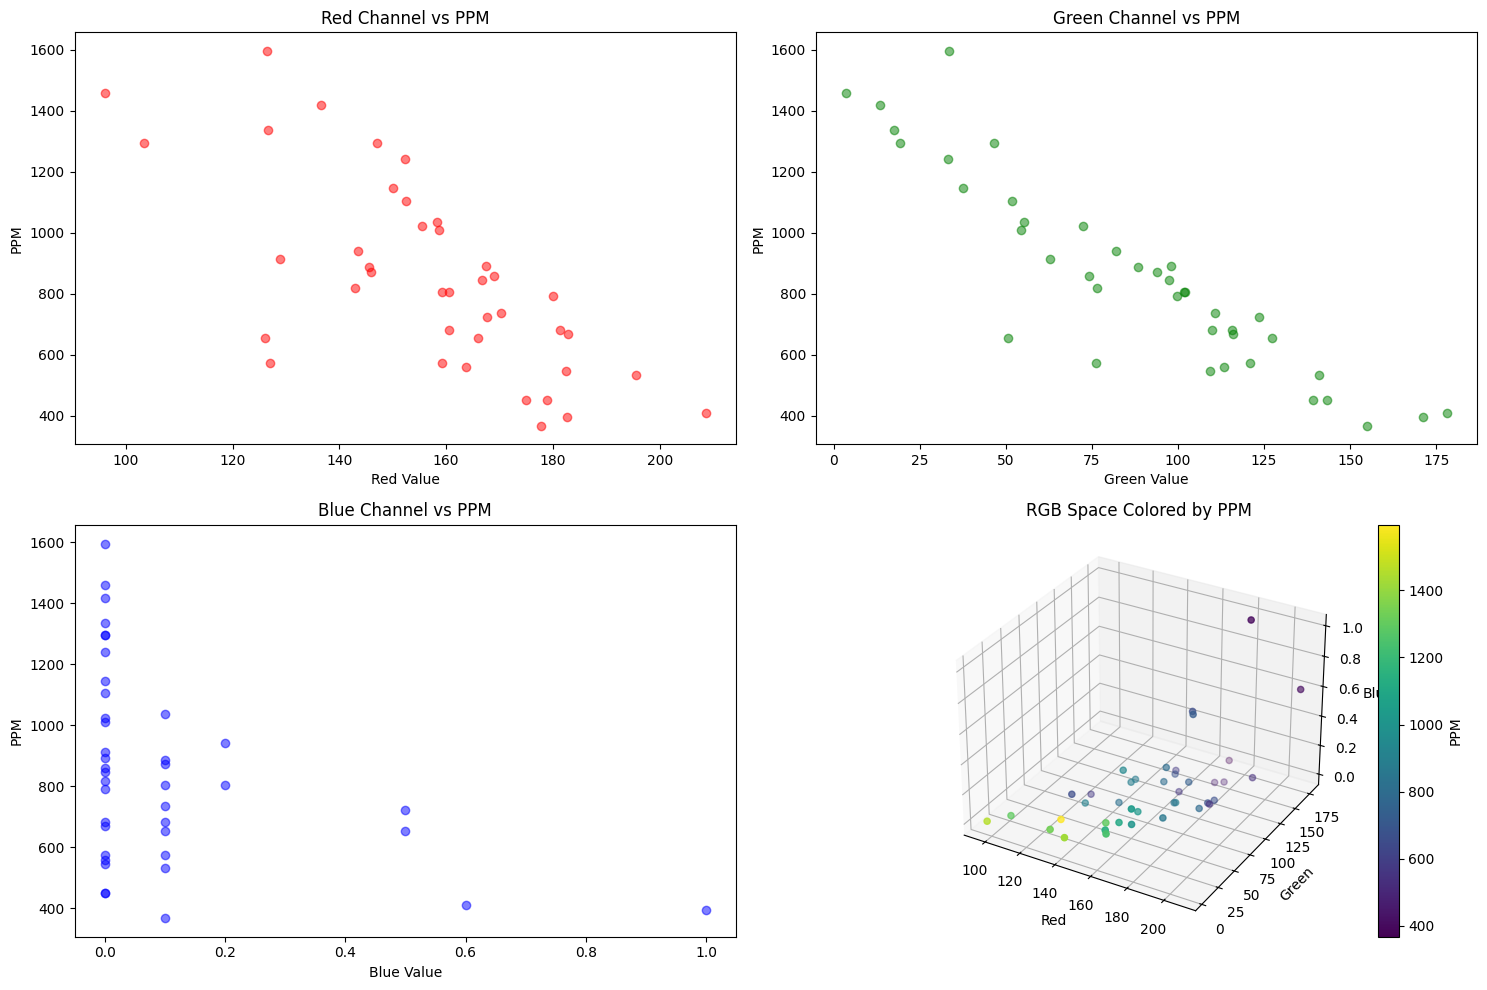 Red Channel vs PPM
1600
1400
1200
1000
800
600
400
PPM
100 120 140 160 180 200
Red Value
Green Channel vs PPM
1600
1400
1200
1000
800
600
400
PPM
0 25 50 75 100 125 150 175
Green Value
Blue Channel vs PPM
1600
1400
1200
1000
800
600
400
PPM
0.0 0.2 0.4 0.6 0.8 1.0
Blue Value
RGB Space Colored by PPM
1.0
0.8
0.6
0.4
0.2
0.0
Blu
175
150
125
100
75
50
25
0
Green
100 120 140 160 180 200
Red
1400
1200
1000
800
600
400
PPM